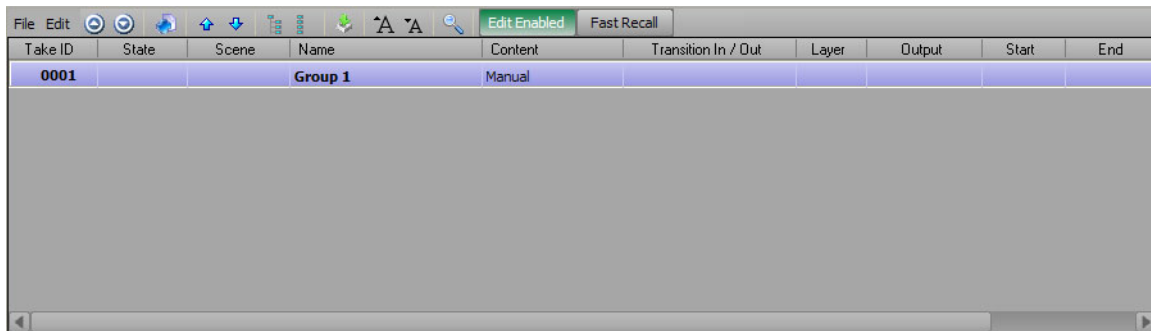 File Edit A A Edit Enabled Fast Recall
Take ID State Scene Name Content Transition In / Out Layer Output Start End
0001 Group 1 Manual